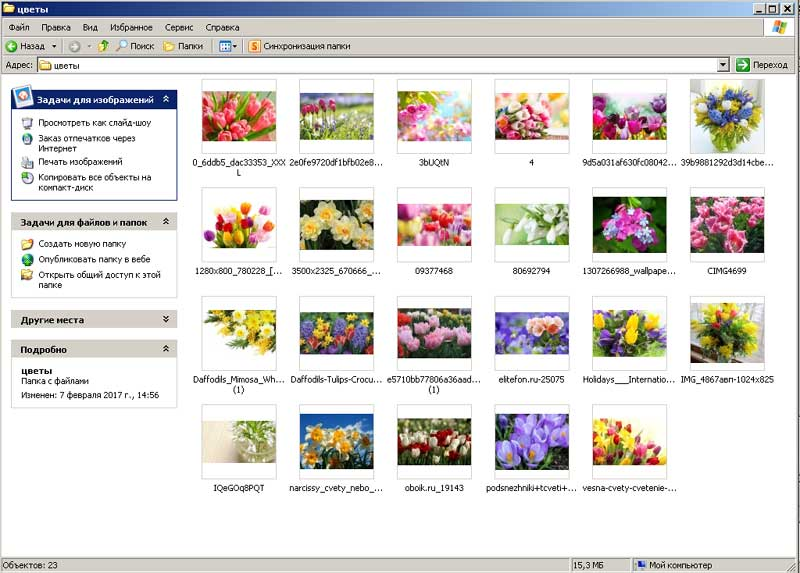 цветы
Файл Правка Вид Избранное Сервис Справка
Назад Поиск Папки Синхронизация папки
Адрес: цветы Переход
Задачи для изображений
Просмотреть как слайд-шоу
Заказ отпечатков через
Интернет
Печать изображений
Копировать все объекты на
компакт-диск
Задачи для файлов и папок
Создать новую папку
Опубликовать папку в вебе
Открыть общий доступ к этой
папке
Другие места
Подробно
цветы
Папка с файлами
Изменен: 7 февраля 2017 г., 14:56
0_6ddb5_dac33353_XXX
L
2e0fe9720df1bfb02e8...
3bUQtN
4
9d5a031af630fc08042...
39b9881292d3d14cbe...
1280x800_780228_[...
3500x2325_670666_...
09377468
80692794
1307266988_wallpape...
CIMG4699
Daffodils_Mimosa_Wh...
(1)
Daffodils-Tulips-Crocu...
e5710bb77806a36aad...
(1)
elitefon.ru-25075
Holidays___Internatio...
IMG_4867авп-1024x825
IQeGOq8PQT
narcissy_cvety_nebo_...
oboik.ru_19143
podsnezhniki+tcveti+...
vesna-cvety-cvetenie-...
Объектов: 23 15,3 МБ Мой компьютер